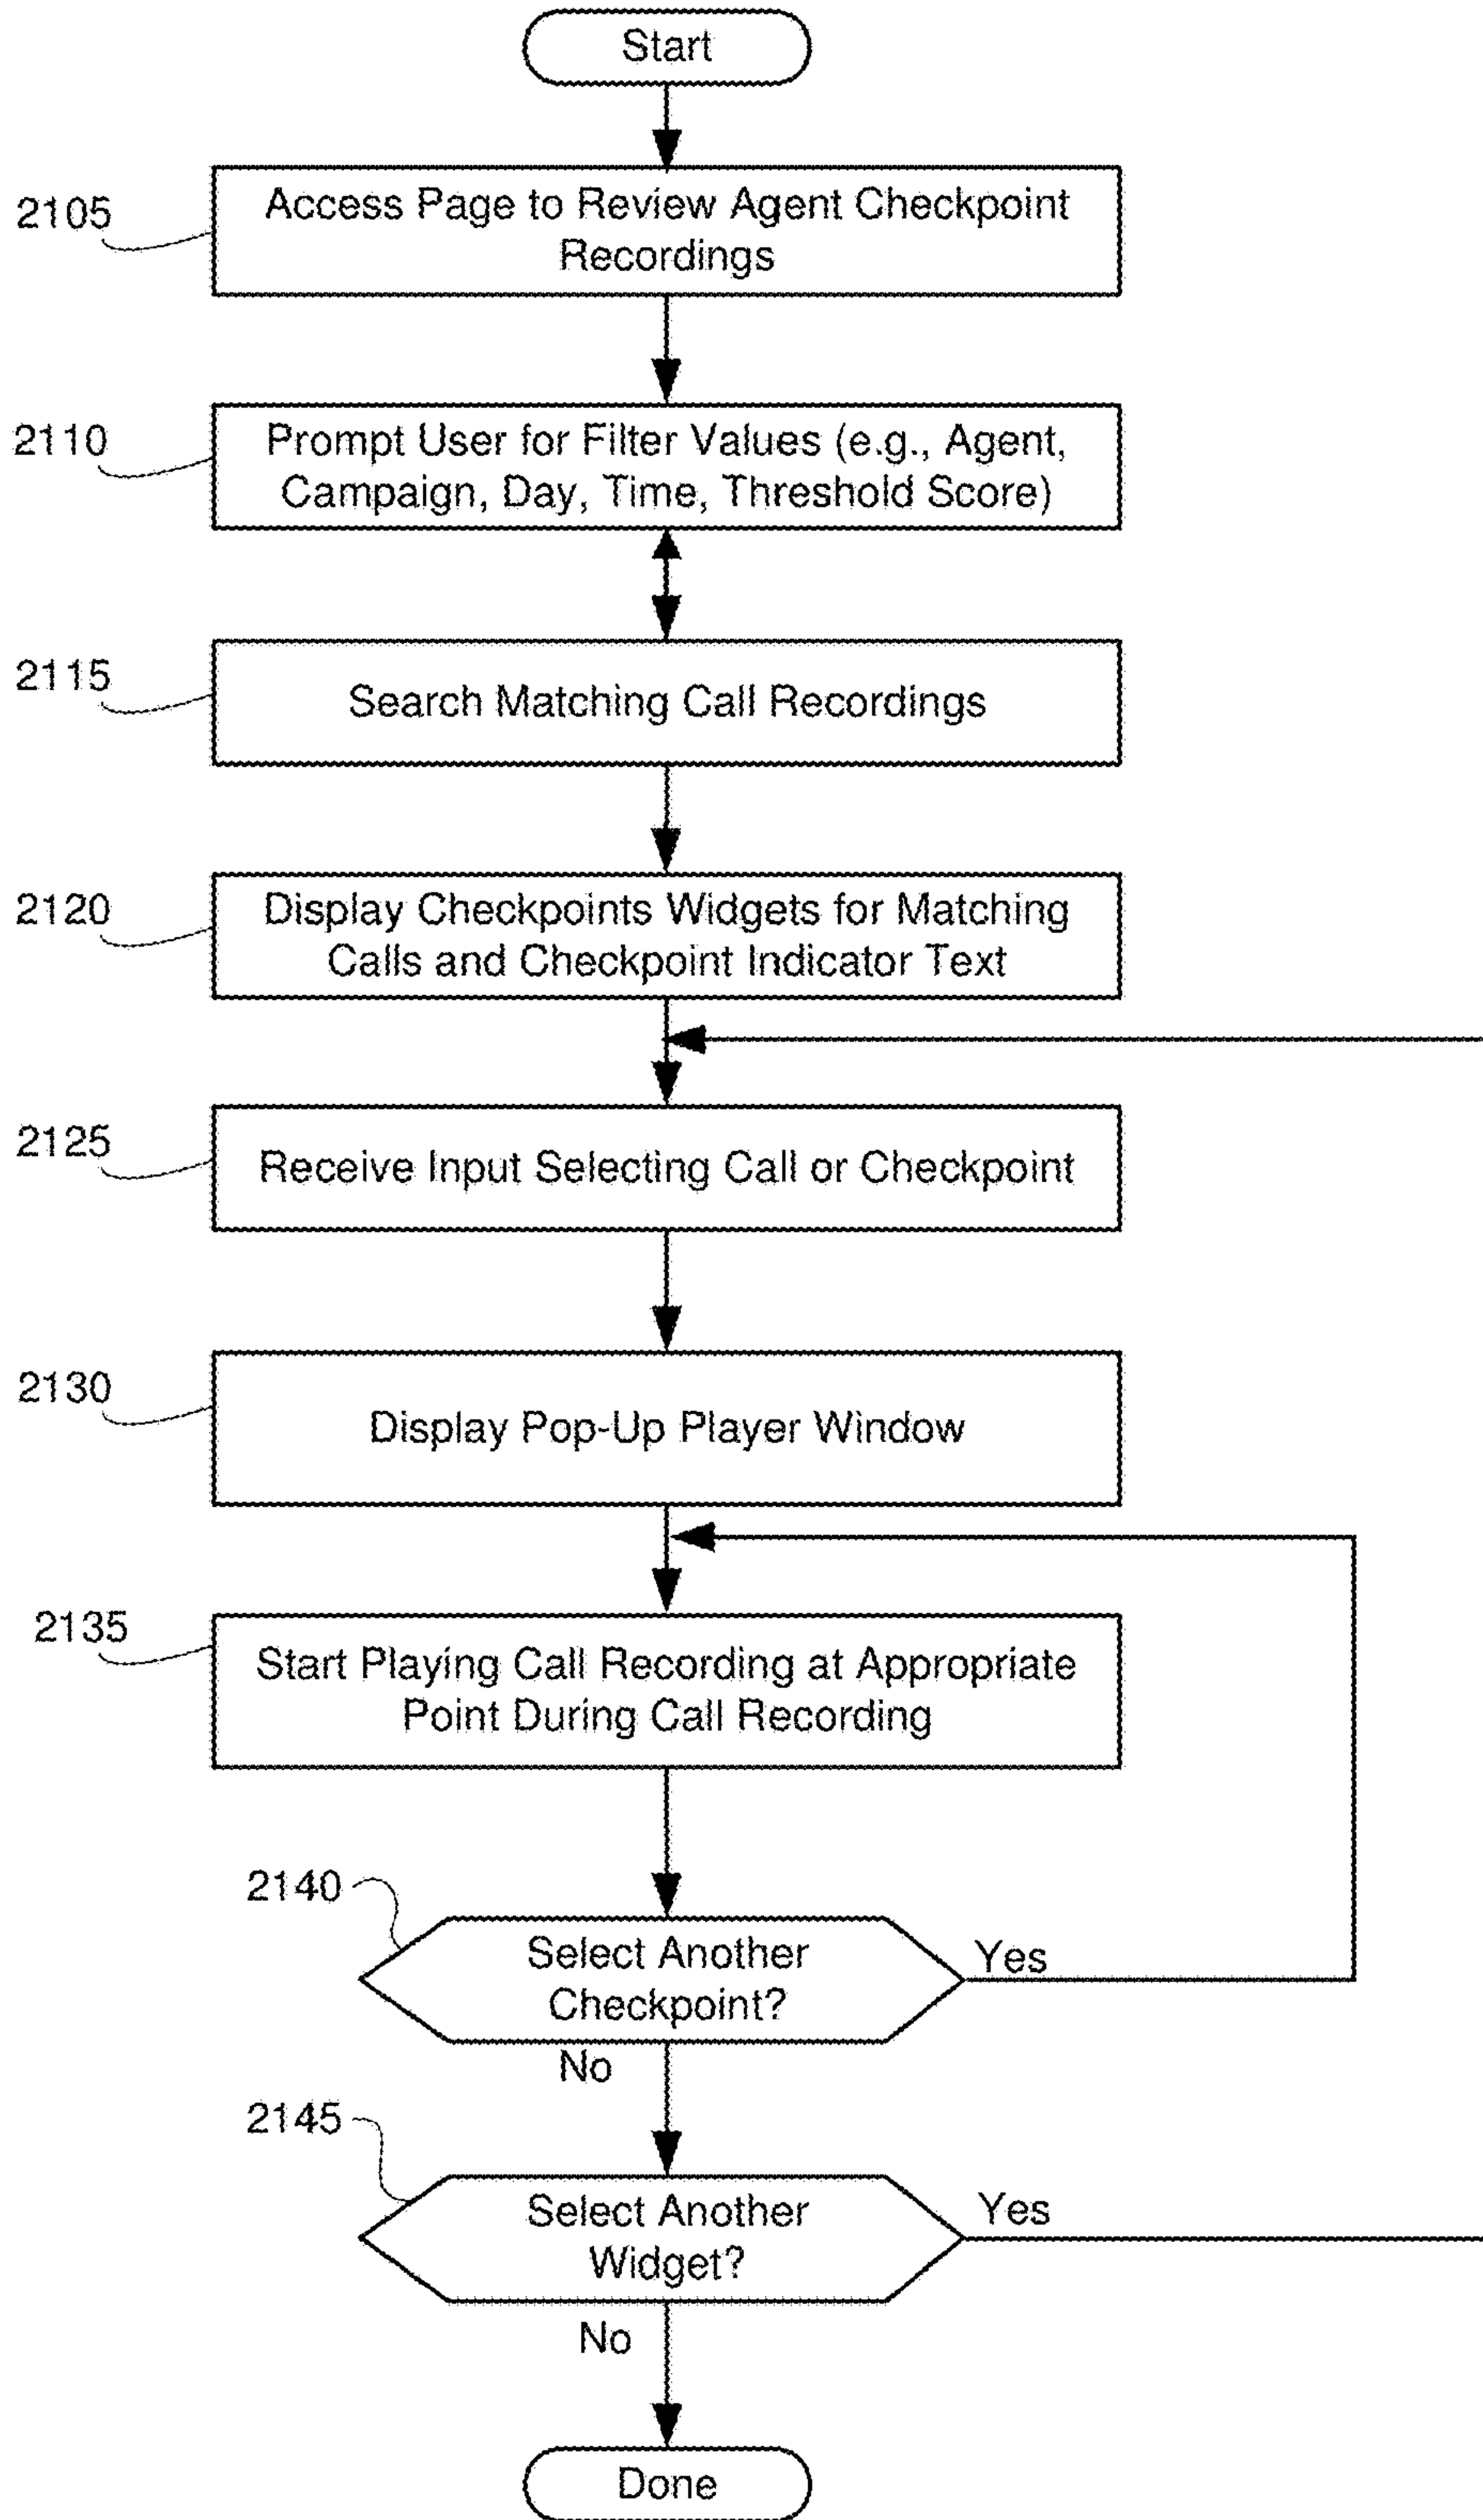 Start
2105
Access Page to Review Agent Checkpoint
Recordings
2110
Prompt User for Filter Values (e.g., Agent,
Campaign, Day, Time, Threshold Score)
2115
Search Matching Call Recordings
2120
Display Checkpoints Widgets for Matching
Calls and Checkpoint Indicator Text
2125
Receive Input Selecting Call or Checkpoint
2130
Display Pop-Up Player Window
2135
Start Playing Call Recording at Appropriate
Point During Call Recording
2140
Select Another
Checkpoint?
Yes
No
2145
Select Another
Widget?
Yes
No
Done